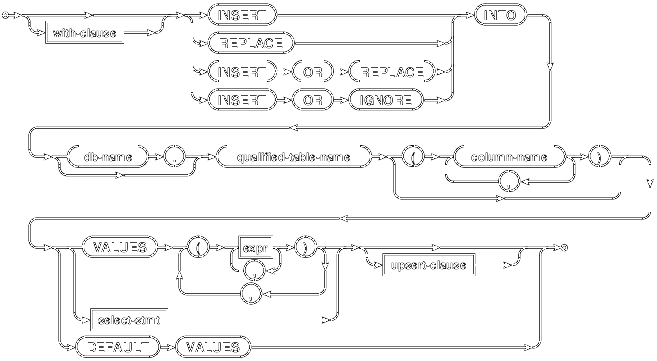 INSERT INTO
with-clause
REPLACE
INSERT OR REPLACE
INSERT OR IGNORE
db-name . qualified-table-name ( column-name )
,
VALUES ( expr )
,
upsert-clause
,
select-stmt
DEFAULT VALUES